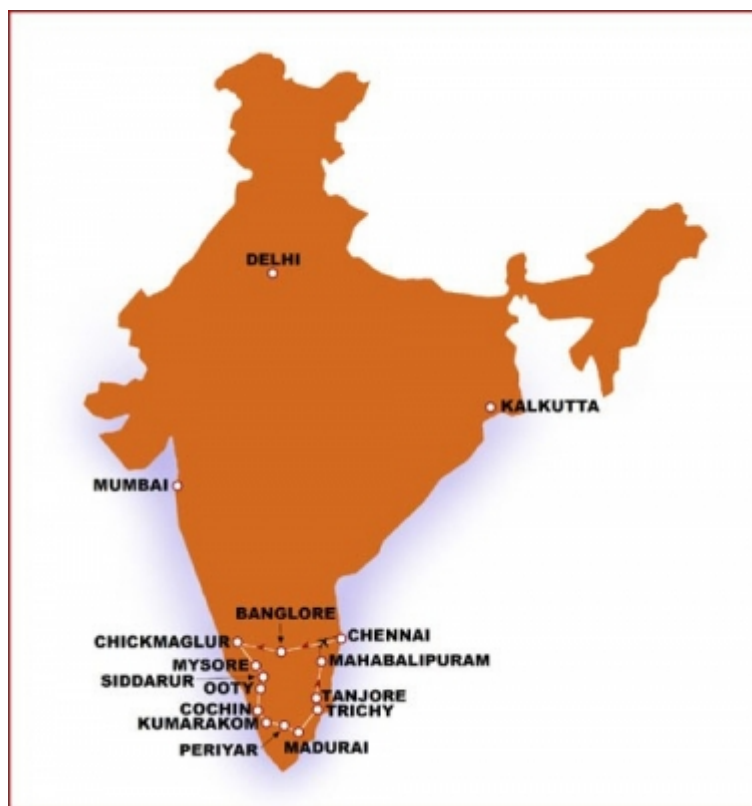 DELHI
KALKUTTA
MUMBAI
BANGLORE
CHENNAI
CHICKMAGLUR
MAHABALIPURAM
MYSORE
SIDDARUR
OOTY
TANJORE
COCHIN
TRICHY
KUMARAKOM
PERIYAR
MADURAI